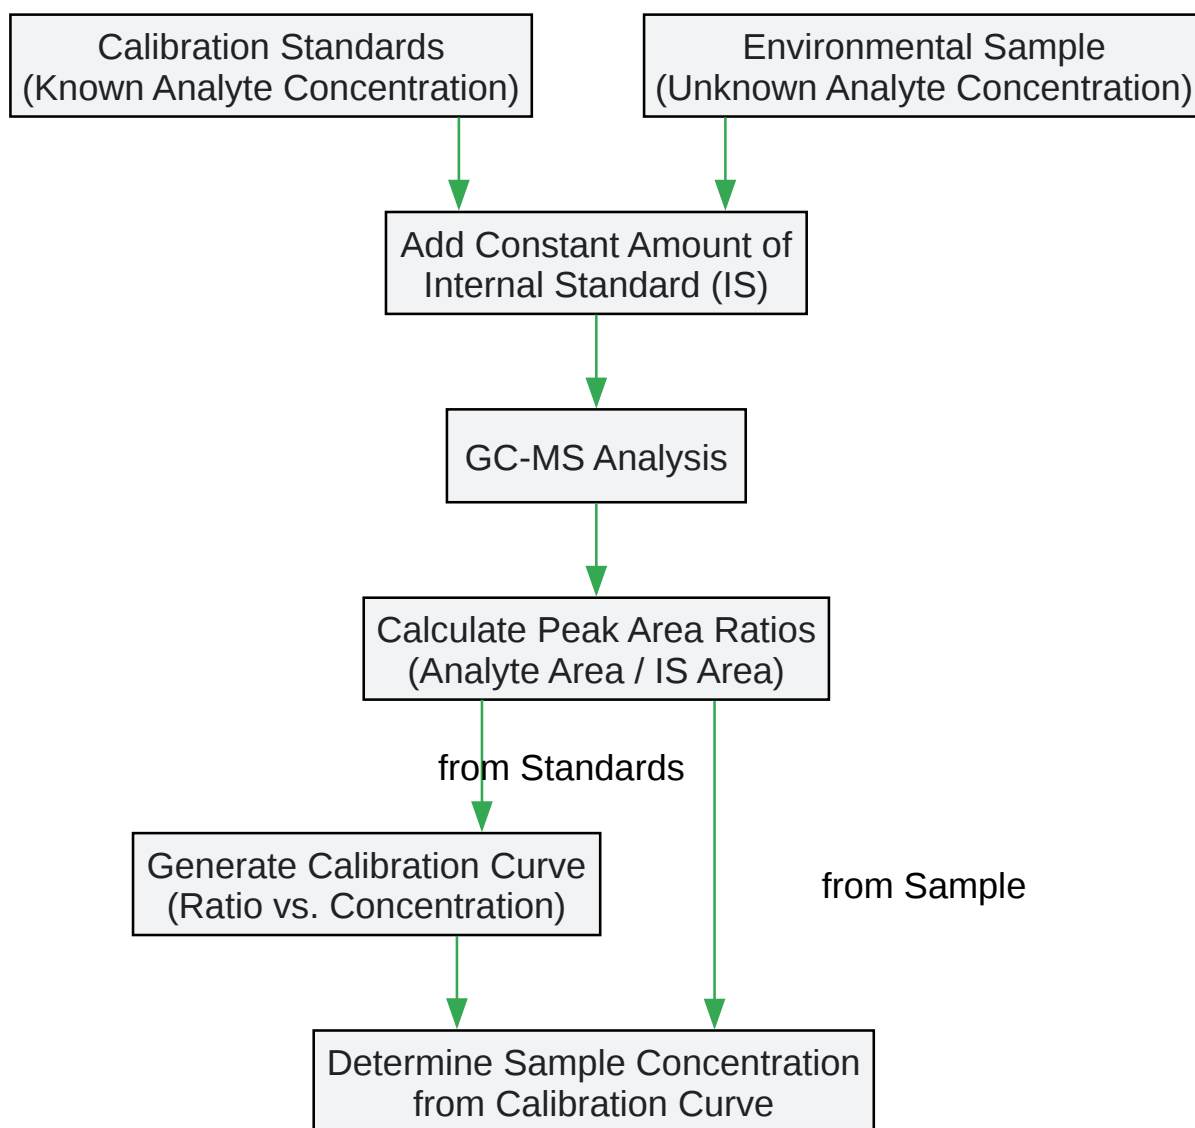 Calibration Standards
(Known Analyte Concentration)
Environmental Sample
(Unknown Analyte Concentration)
Add Constant Amount of
Internal Standard (IS)
GC-MS Analysis
Calculate Peak Area Ratios
(Analyte Area / IS Area)
from Standards
Generate Calibration Curve
(Ratio vs. Concentration)
from Sample
Determine Sample Concentration
from Calibration Curve